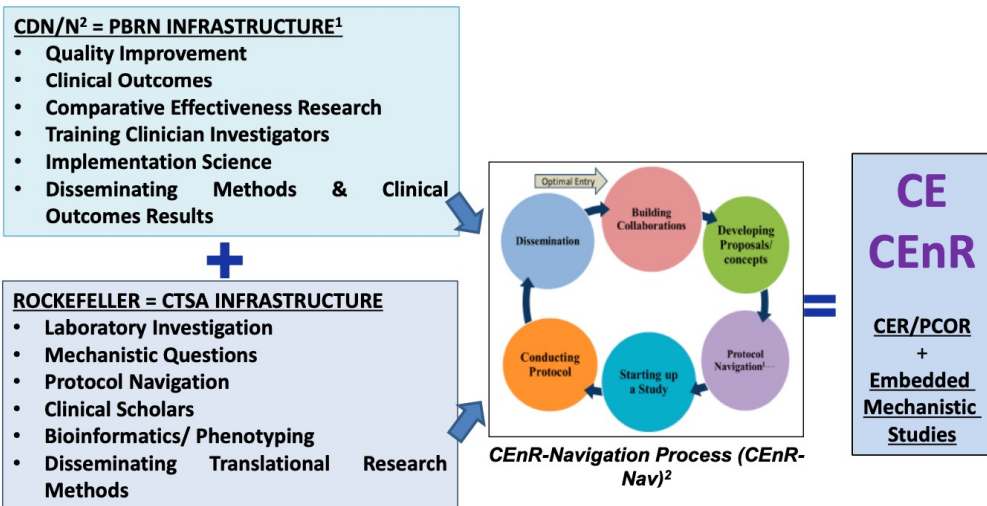 CDN/N² = PBRN INFRASTRUCTURE¹
• Quality Improvement
• Clinical Outcomes
• Comparative Effectiveness Research
• Training Clinician Investigators
• Implementation Science
• Disseminating Methods & Clinical
Outcomes Results
+
ROCKEFELLER = CTSA INFRASTRUCTURE
• Laboratory Investigation
• Mechanistic Questions
• Protocol Navigation
• Clinical Scholars
• Bioinformatics/ Phenotyping
• Disseminating Translational Research
Methods
Optimal Entry
Building
Collaborations
Developing
Proposals/
concepts
Protocol
Navigation¹...
Starting up
a Study
Conducting
Protocol
Dissemination
CEnR-Navigation Process (CEnR-
Nav)²
=
CE
CEnR
CER/PCOR
+
Embedded
Mechanistic
Studies